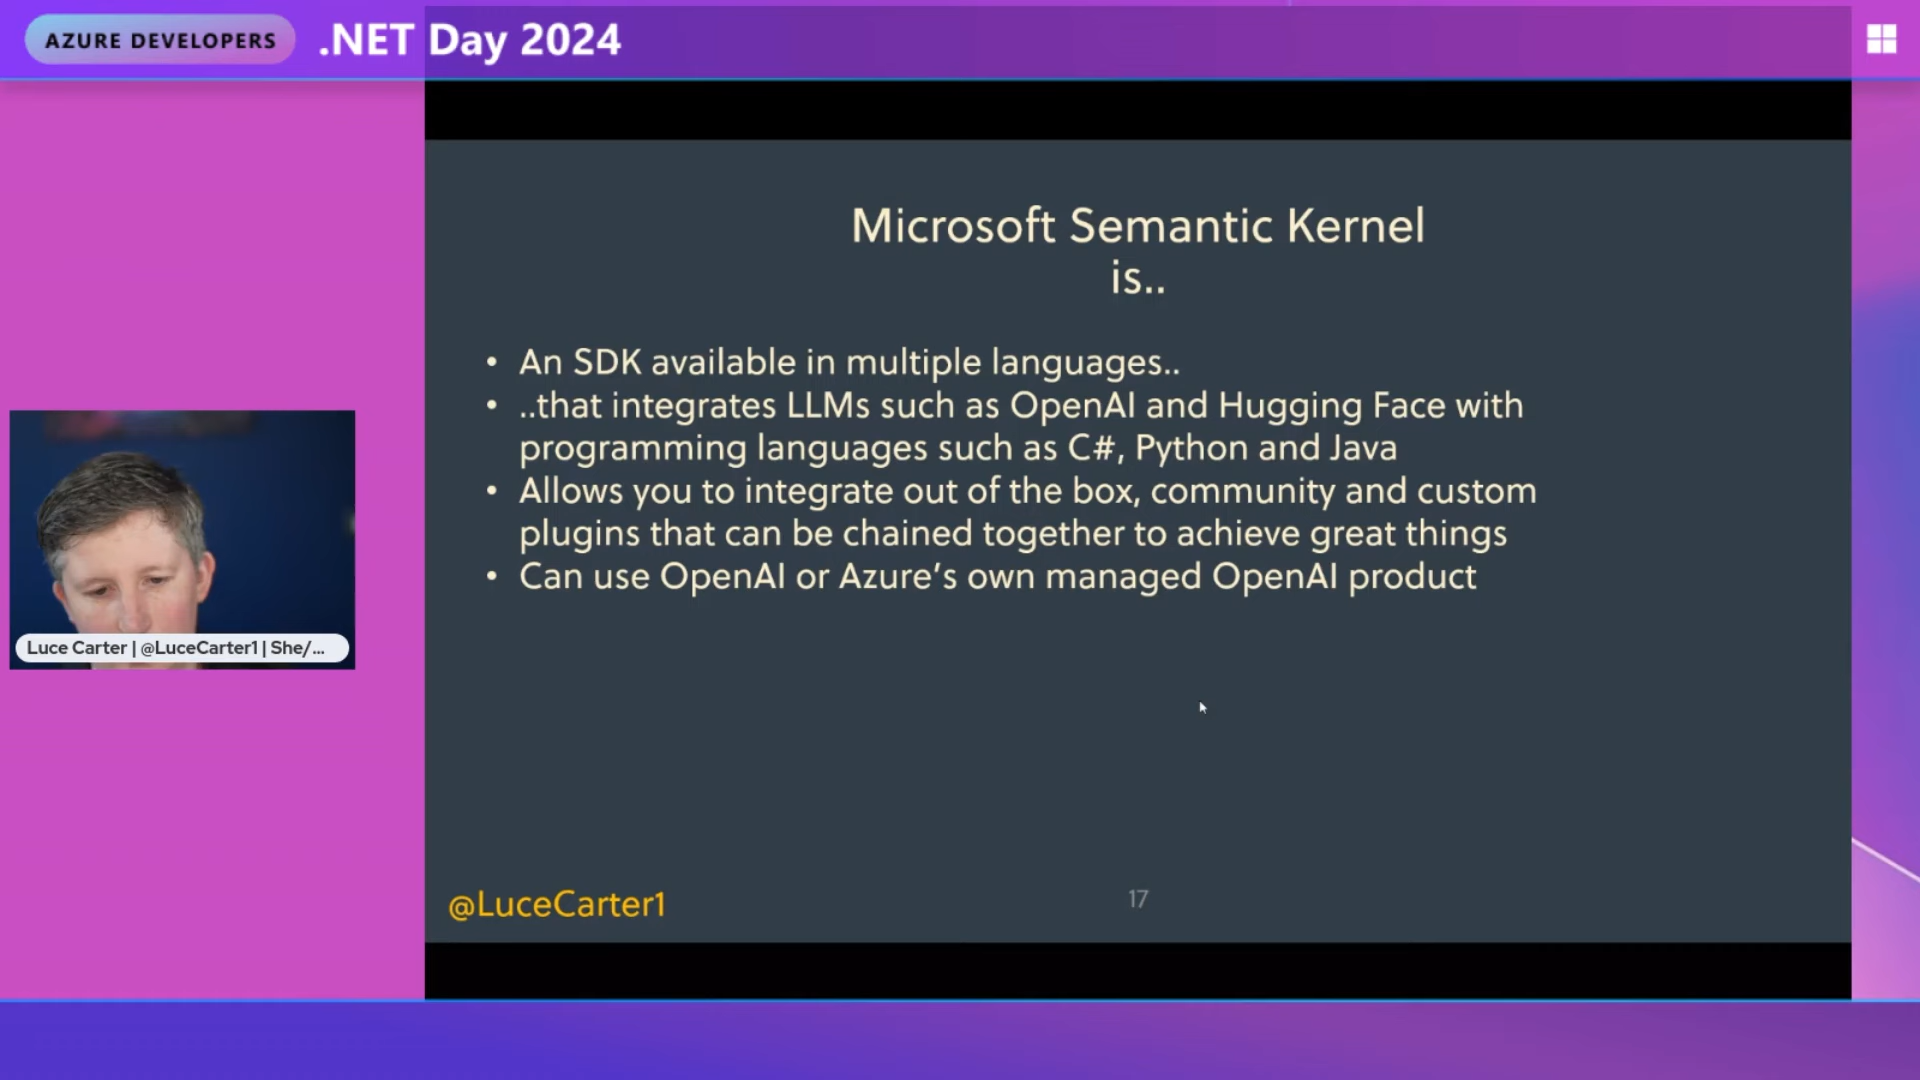 AZURE DEVELOPERS
.NET Day 2024
Microsoft Semantic Kernel
is..
• An SDK available in multiple languages..
• ..that integrates LLMs such as OpenAI and Hugging Face with
programming languages such as C#, Python and Java
• Allows you to integrate out of the box, community and custom
plugins that can be chained together to achieve great things
• Can use OpenAI or Azure’s own managed OpenAI product
Luce Carter | @LuceCarter1 | She/...
@LuceCarter1
17